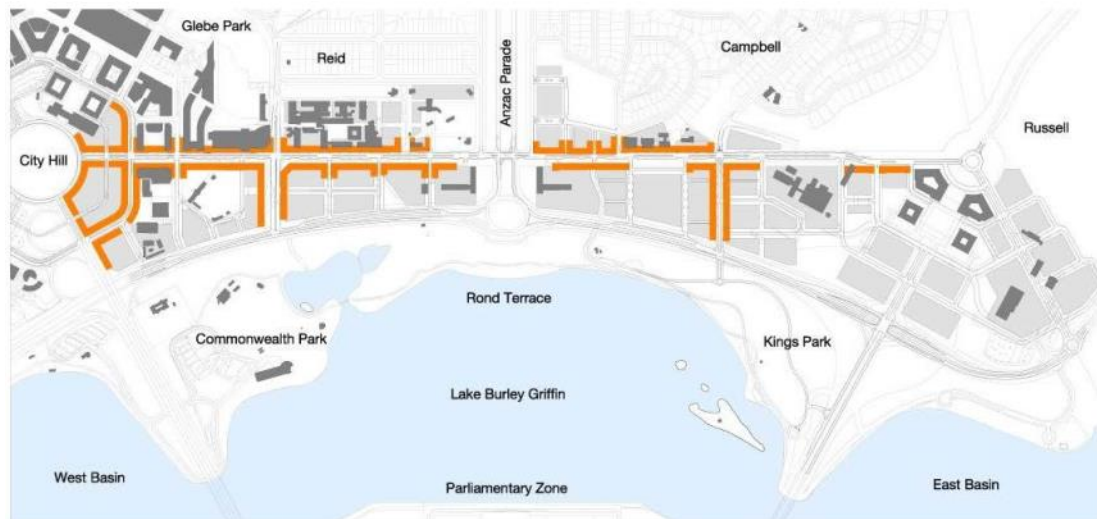 Glebe Park
Reid
Anzac Parade
Campbell
Russell
City Hill
Rond Terrace
Commonwealth Park
Kings Park
Lake Burley Griffin
West Basin
East Basin
Parliamentary Zone